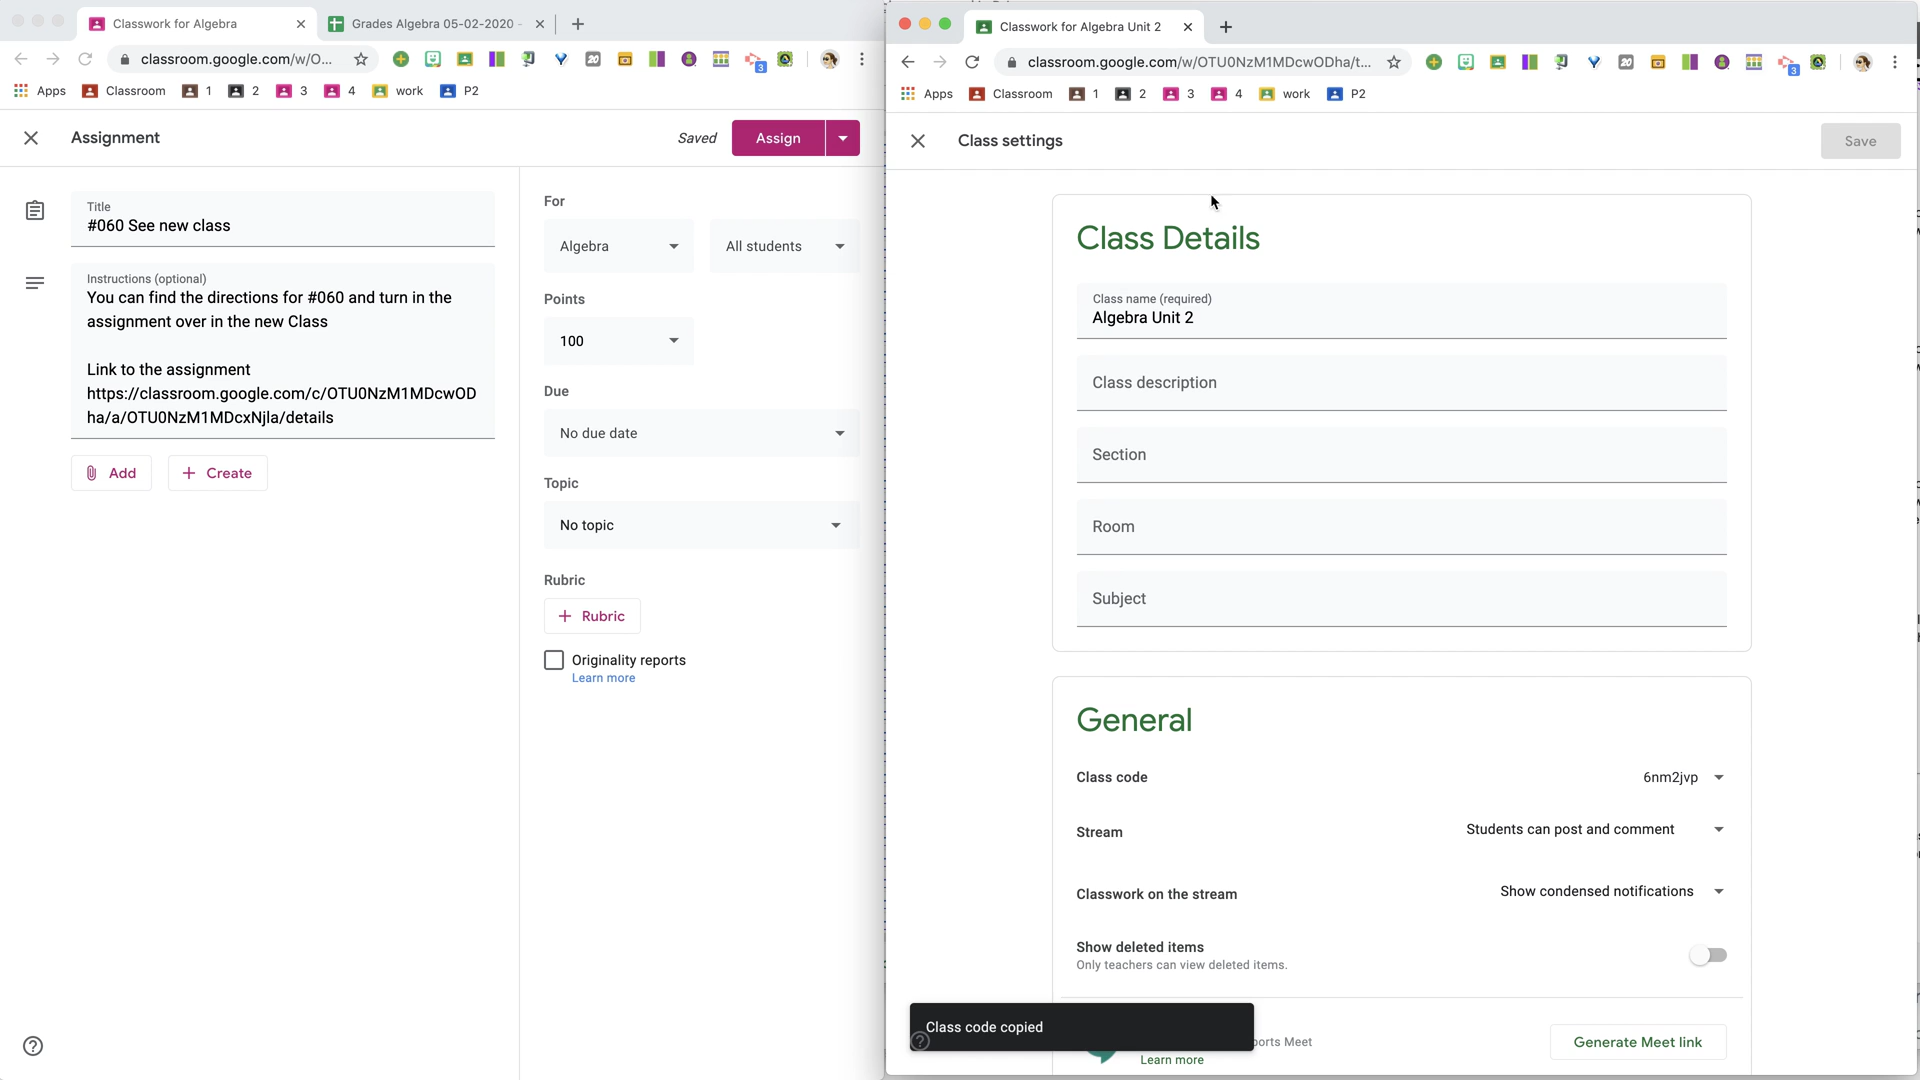 Classwork for Algebra
Grades Algebra 05-02-2020 -
classroom.google.com/w/O...
20
3
Apps
Classroom
1
2
3
4
work
P2
Assignment
Saved
Assign
Title
#060 See new class
Instructions (optional)
You can find the directions for #060 and turn in the
assignment over in the new Class
Link to the assignment
https://classroom.google.com/c/OTU0NzM1MDcwOD
ha/a/OTU0NzM1MDcxNjla/details
Add
Create
For
Algebra
All students
Points
100
Due
No due date
Topic
No topic
Rubric
Rubric
Originality reports
Learn more
Classwork for Algebra Unit 2
classroom.google.com/w/OTU0NzM1MDcwODha/t...
20
3
Apps
Classroom
1
2
3
4
work
P2
Class settings
Save
Class Details
Class name (required)
Algebra Unit 2
Class description
Section
Room
Subject
General
Class code
6nm2jvp
Stream
Students can post and comment
Classwork on the stream
Show condensed notifications
Show deleted items
Only teachers can view deleted items.
Class code copied
ports Meet
Learn more
Generate Meet link